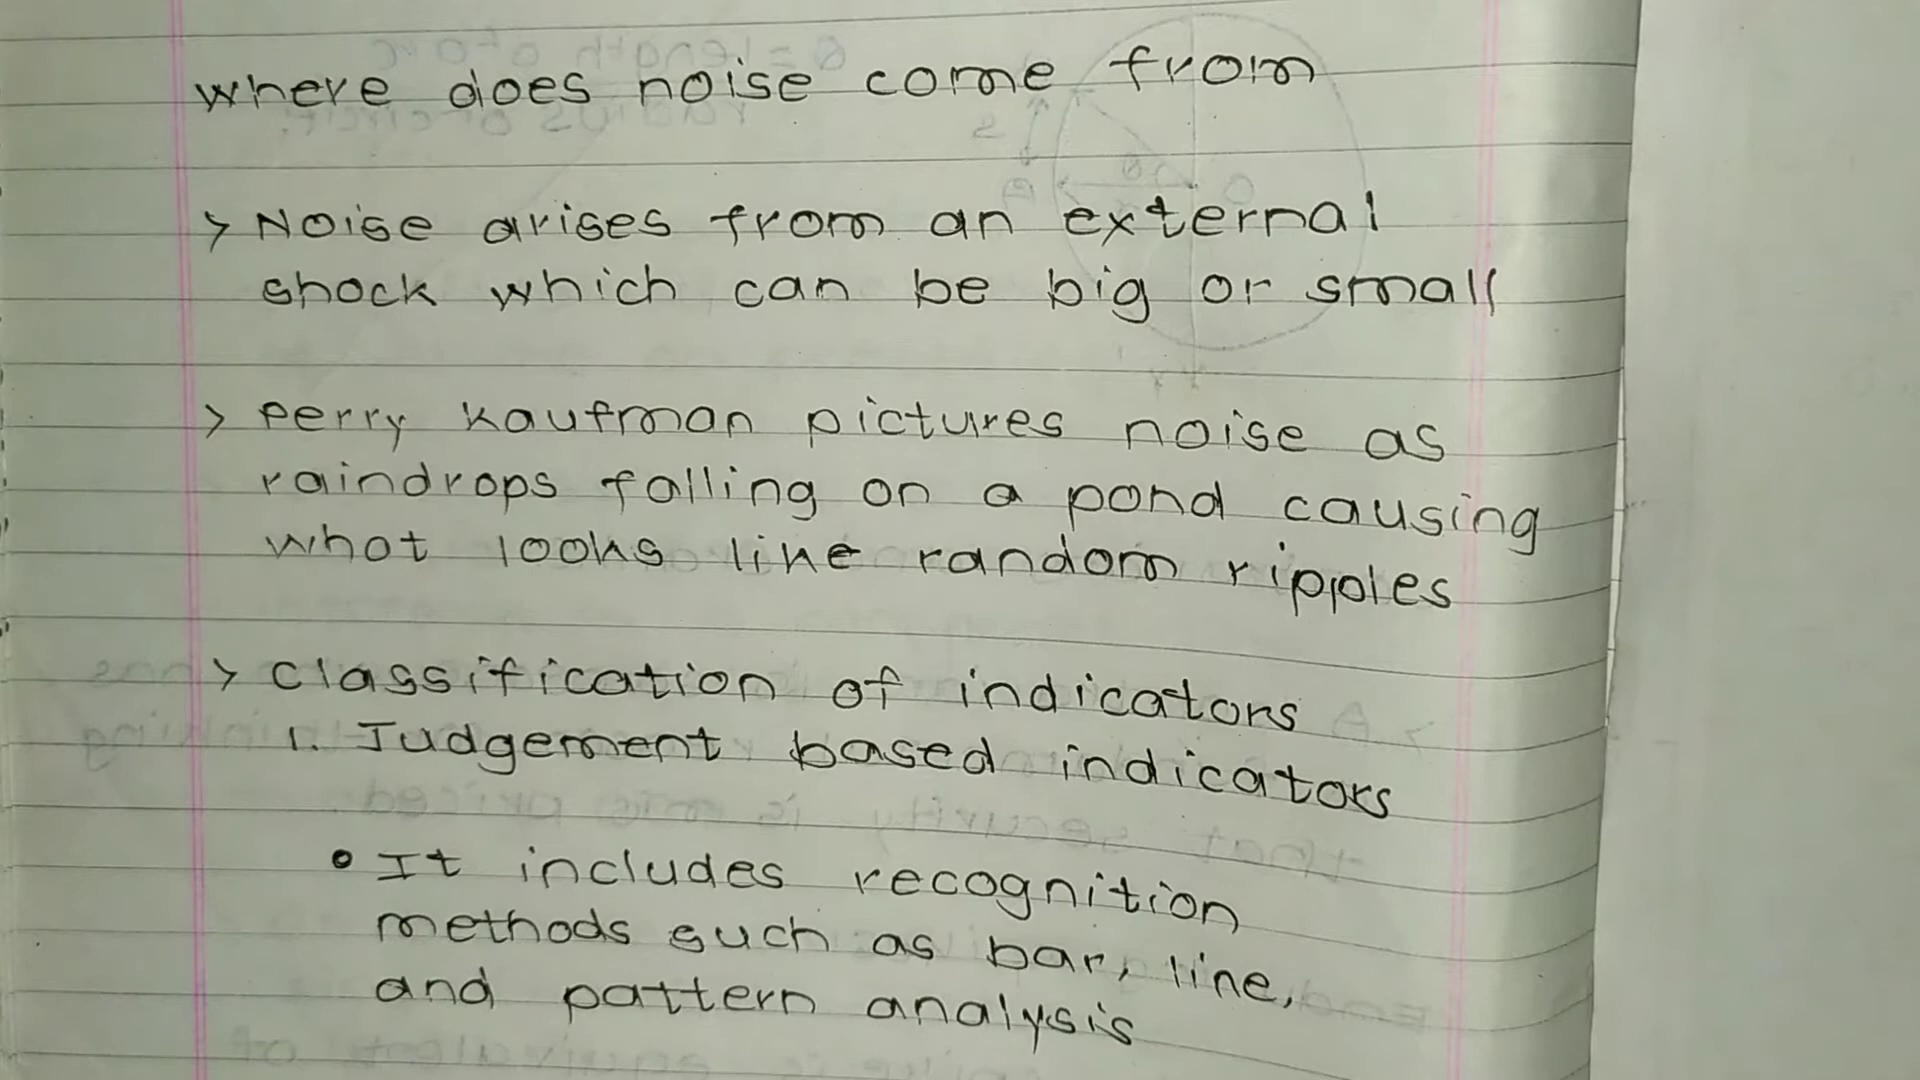 where does noise come from
> Noise arises from an external
shock which can be big or small
> Perry Kaufman pictures noise as
raindrops falling on a pond causing
what looks like random ripples
> Classification of indicators
1. Judgement based indicators
• It includes recognition
methods such as bar, line,
and pattern analysis